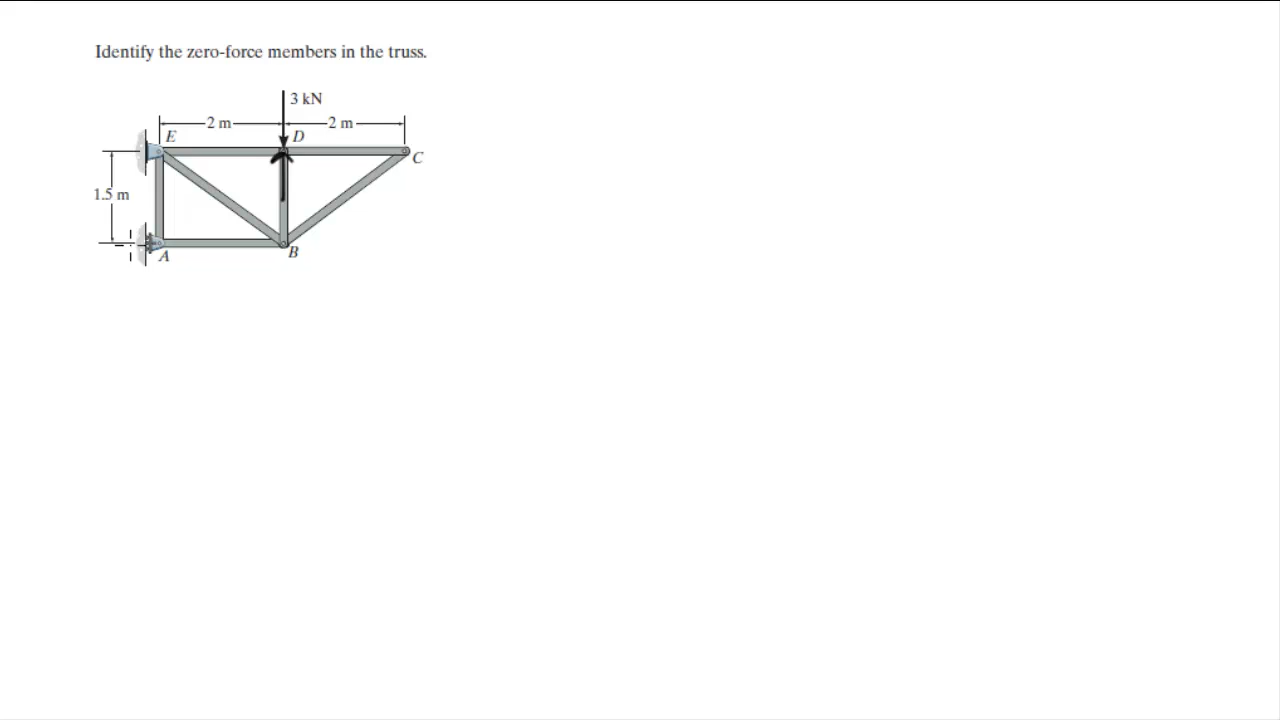 Identify the zero-force members in the truss.
3 kN
2 m
2 m
E
D
C
1.5 m
A
B